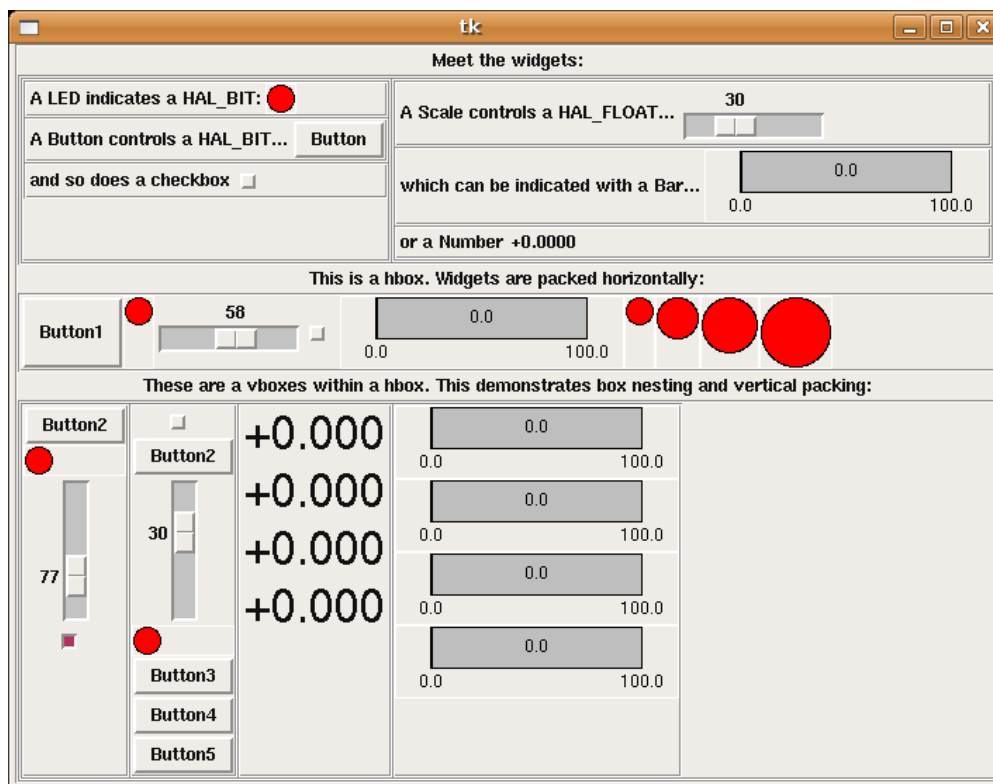 tk
Meet the widgets:
A LED indicates a HAL_BIT:
A Button controls a HAL_BIT... Button
and so does a checkbox
A Scale controls a HAL_FLOAT... 30
which can be indicated with a Bar... 0.0
0.0 100.0
or a Number +0.0000
This is a hbox. Widgets are packed horizontally:
Button1 58 0.0
0.0 100.0
These are a vboxes within a hbox. This demonstrates box nesting and vertical packing:
Button2
77
Button2
30
Button3
Button4
Button5
+0.000
+0.000
+0.000
+0.000
0.0
0.0 100.0
0.0
0.0 100.0
0.0
0.0 100.0
0.0
0.0 100.0